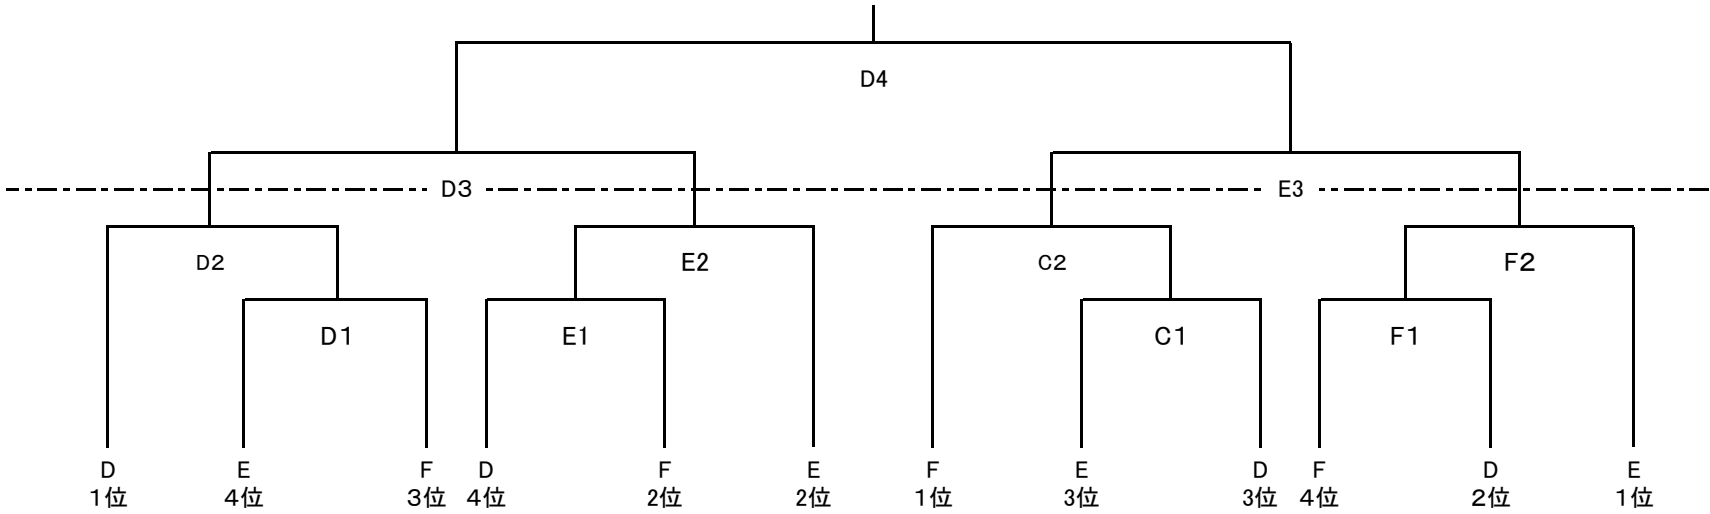 D4
D3 E3
D2 E2 C2 F2
D1 E1 C1 F1
D E F D F E F E D F D E
1位 4位 3位 4位 2位 2位 1位 3位 3位 4位 2位 1位